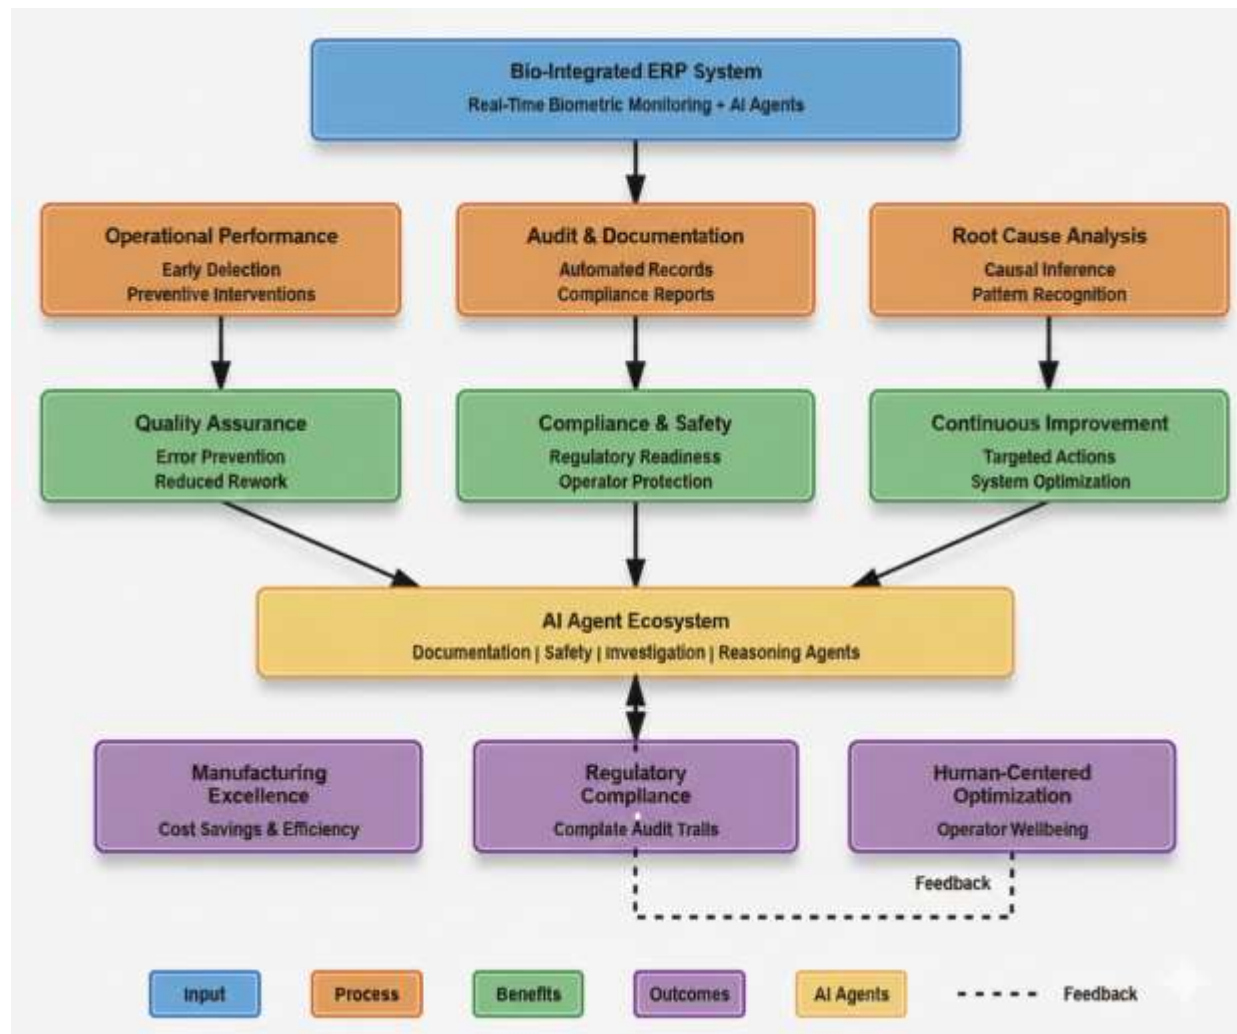 Bio-Integrated ERP System
Real-Time Biometric Monitoring + AI Agents
Operational Performance
Early Delection
Preventive Interventions
Audit & Documentation
Automated Records
Compliance Reports
Root Cause Analysis
Causal Inference
Pattern Recognition
Quality Assurance
Error Prevention
Reduced Rework
Compliance & Safety
Regulatory Readiness
Operator Protection
Continuous Improvement
Targeted Actions
System Optimization
AI Agent Ecosystem
Documentation | Safety | Investigation | Reasoning Agents
Manufacturing
Excellence
Cost Savings & Efficiency
Regulatory
Compliance
Complate Audit Trails
Human-Centered
Optimization
Operator Wellbeing
Feedback
Input
Process
Benefits
Outcomes
AI Agents
Feedback